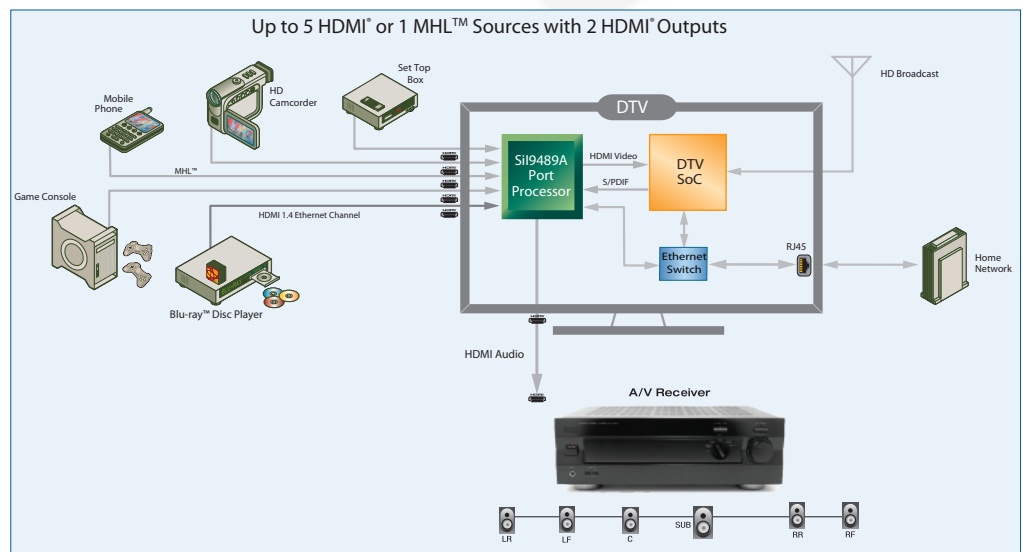 Up to 5 HDMI® or 1 MHL™ Sources with 2 HDMI® Outputs
Set Top
Box
HD Broadcast
HD
Camcorder
Mobile
Phone
DTV
SiI9489A
Port
Processor
HDMI Video
DTV
SoC
S/PDIF
MHL™
Game Console
HDMI 1.4 Ethernet Channel
Ethernet
Switch
RJ45
Home
Network
Blu-ray™ Disc Player
HDMI Audio
A/V Receiver
LR
LF
C
SUB
RR
RF